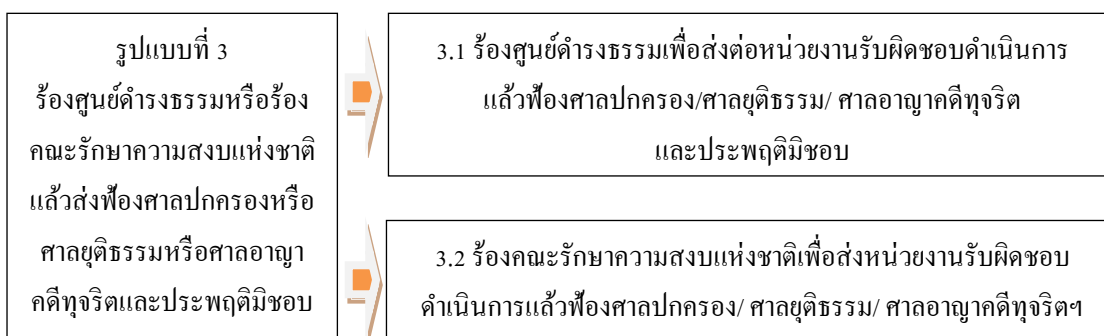 รูปแบบที่ 3
ร้องศูนย์ดำรงธรรมหรือร้อง
คณะรักษาความสงบแห่งชาติ
แล้วส่งฟ้องศาลปกครองหรือ
ศาลยุติธรรมหรือศาลอาญา
คดีทุจริตและประพฤติมิชอบ
3.1 ร้องศูนย์ดำรงธรรมเพื่อส่งต่อหน่วยงานรับผิดชอบดำเนินการ
แล้วฟ้องศาลปกครอง/ศาลยุติธรรม/ ศาลอาญาคดีทุจริต
และประพฤติมิชอบ
3.2 ร้องคณะรักษาความสงบแห่งชาติเพื่อส่งหน่วยงานรับผิดชอบ
ดำเนินการแล้วฟ้องศาลปกครอง/ ศาลยุติธรรม/ ศาลอาญาคดีทุจริตฯ